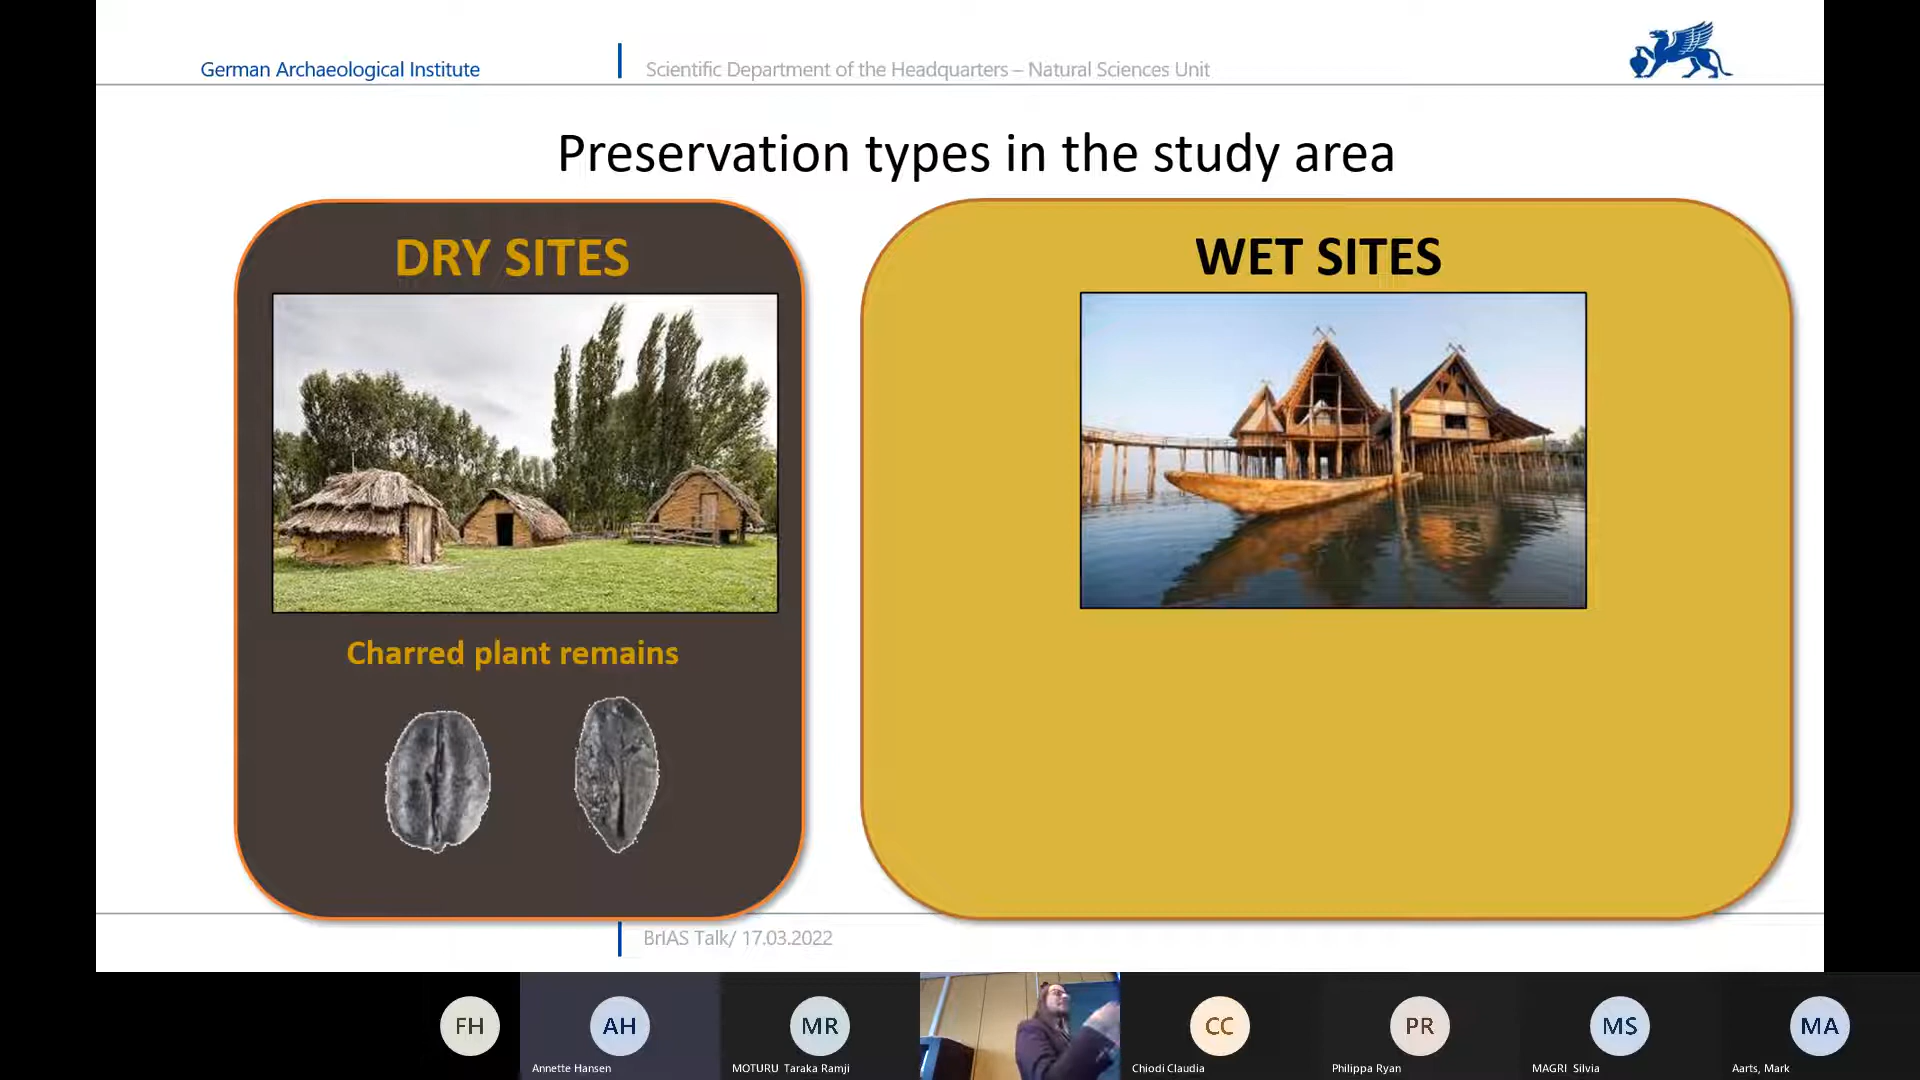 German Archaeological Institute
Scientific Department of the Headquarters – Natural Sciences Unit
Preservation types in the study area
DRY SITES
WET SITES
Charred plant remains
BrIAS Talk/ 17.03.2022
FH
AH
MR
CC
PR
MS
MA
Annette Hansen
MOTURU Taraka Ramji
Chiodi Claudia
Philippa Ryan
MAGRI Silvia
Aarts, Mark